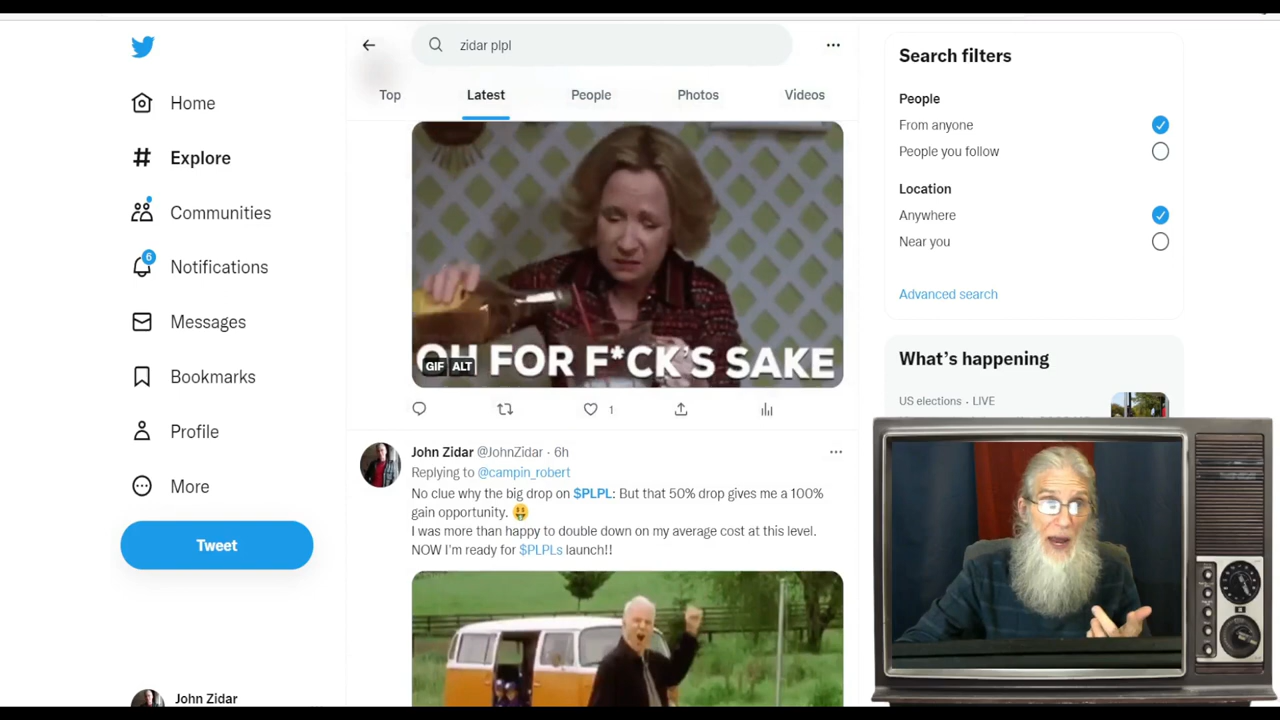 zidar plpl
Top
Latest
People
Photos
Videos
Home
Explore
Communities
6
Notifications
Messages
Bookmarks
Profile
More
Tweet
John Zidar
OH FOR F*CK'S SAKE
GIF ALT
1
John Zidar @JohnZidar · 6h
Replying to @campin_robert
No clue why the big drop on $PLPL: But that 50% drop gives me a 100%
gain opportunity. 🤑
I was more than happy to double down on my average cost at this level.
NOW I'm ready for $PLPLs launch!!
Search filters
People
From anyone
People you follow
Location
Anywhere
Near you
Advanced search
What's happening
US elections · LIVE